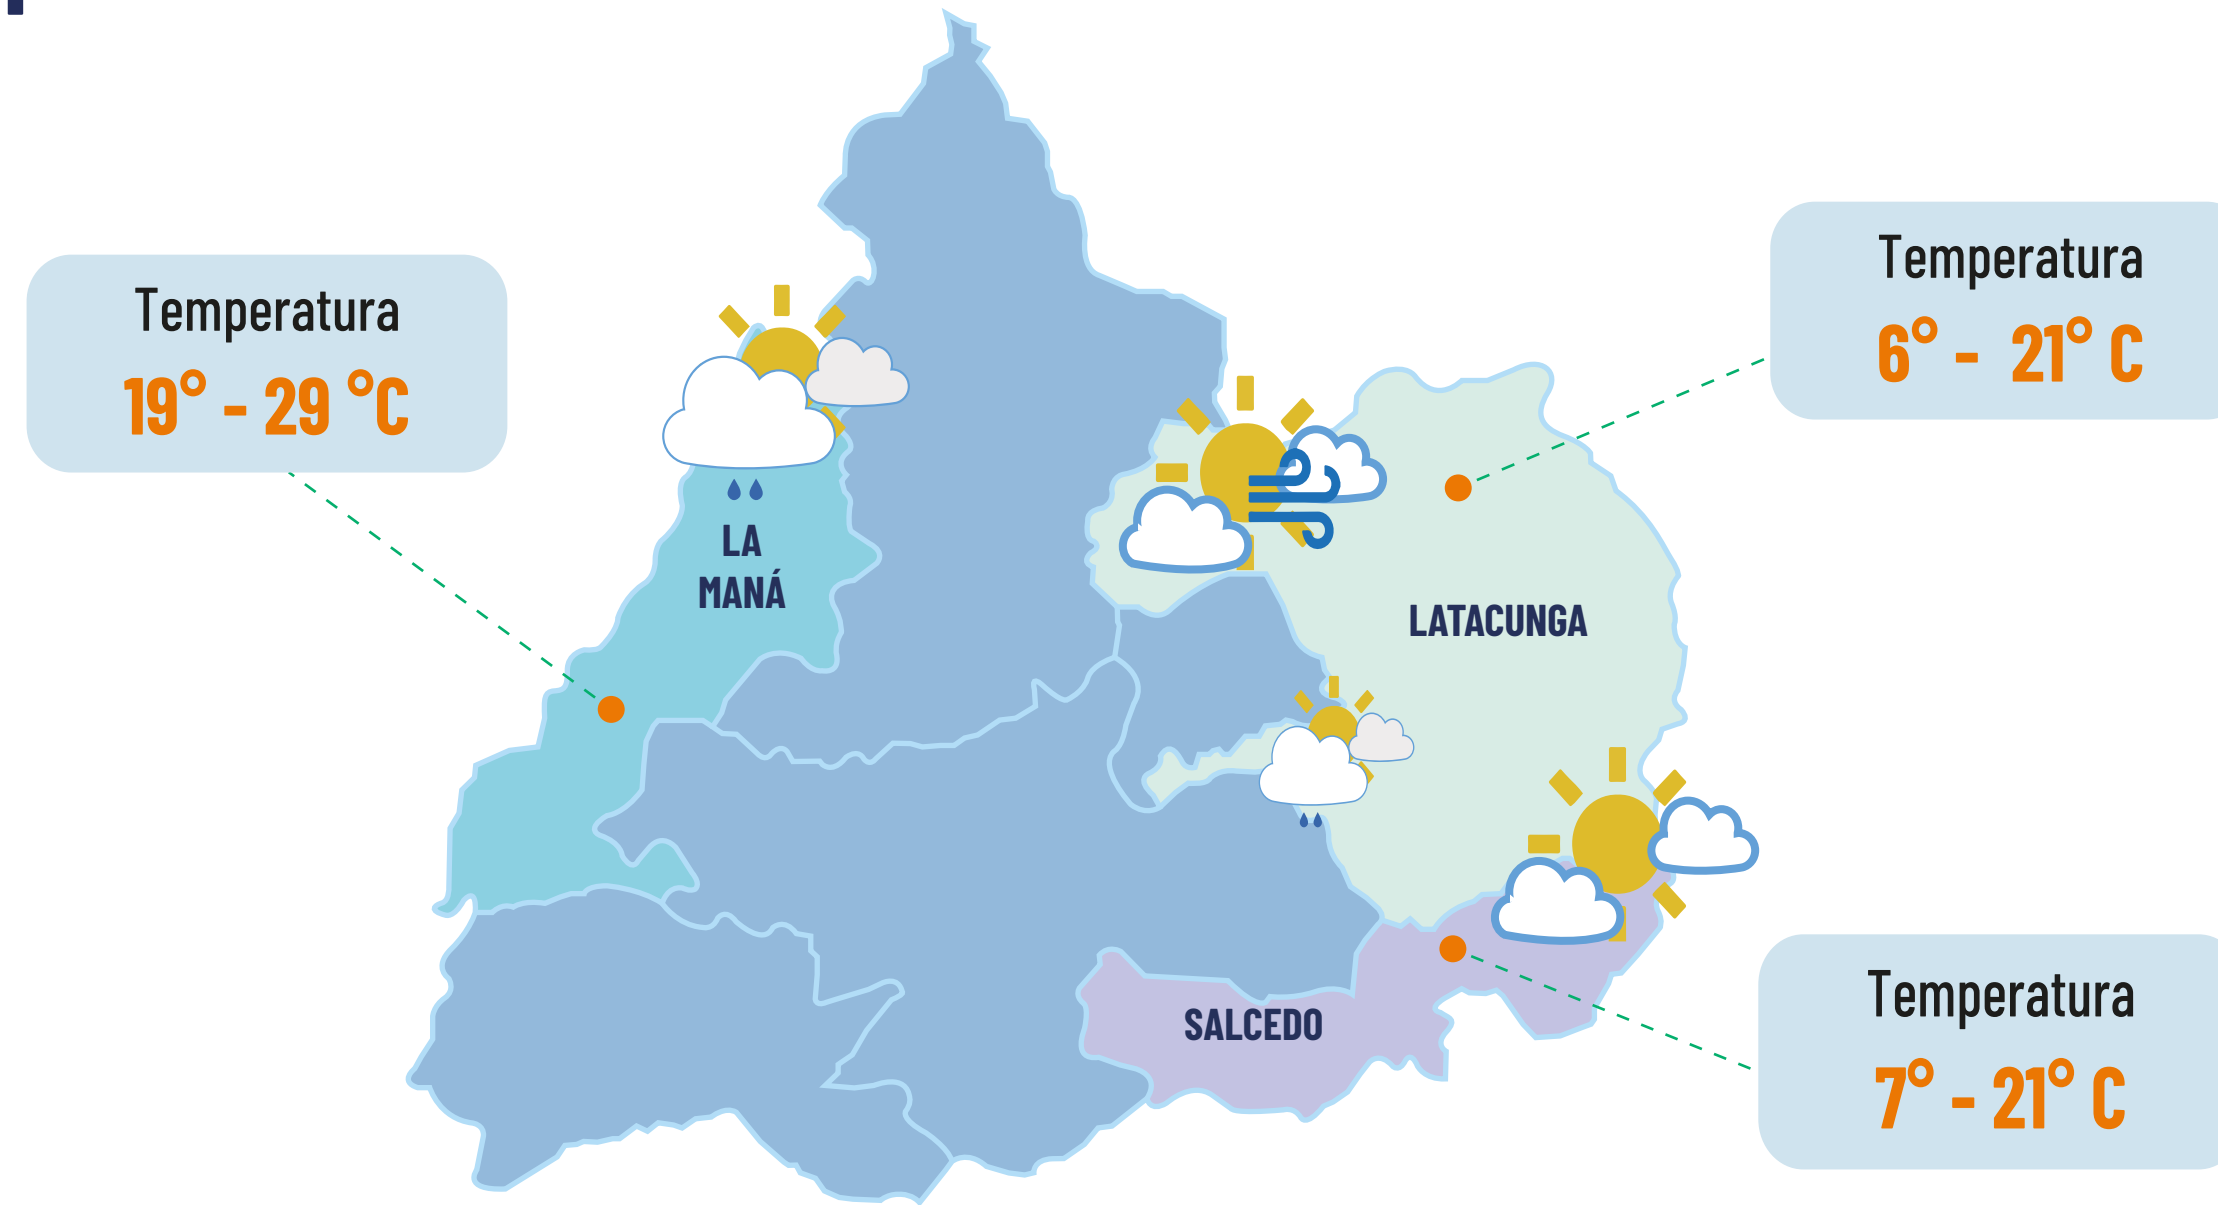 Temperatura
6° - 21° C
Temperatura
19° - 29 °C
LA
MANÁ
LATACUNGA
SALCEDO
Temperatura
7° - 21° C